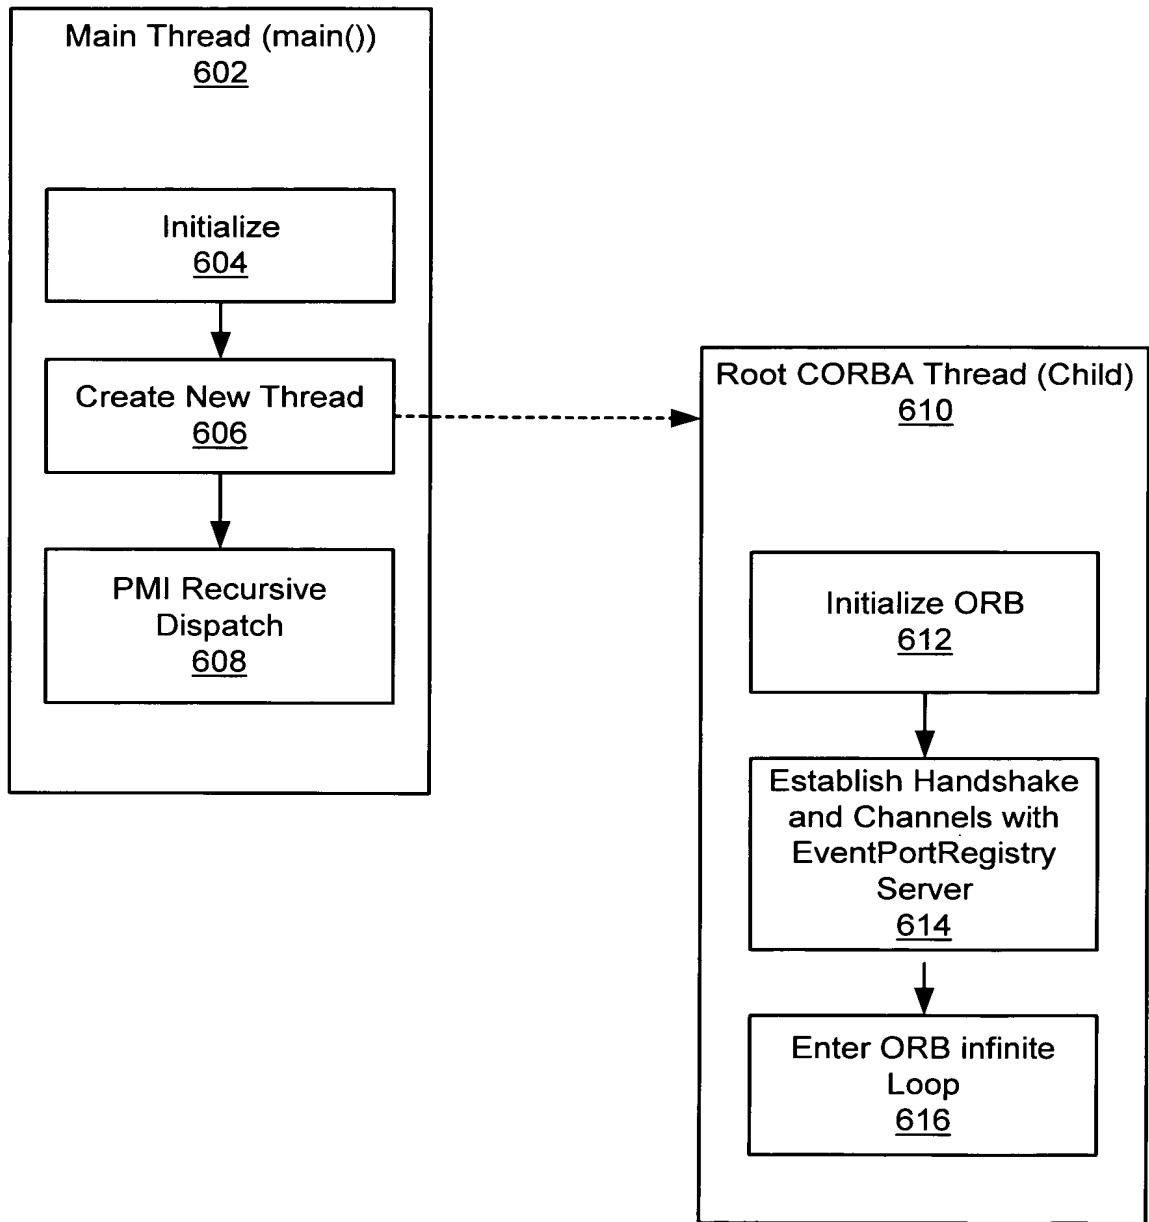 Main Thread (main())
602
Initialize
604
Create New Thread
606
PMI Recursive
Dispatch
608
Root CORBA Thread (Child)
610
Initialize ORB
612
Establish Handshake
and Channels with
EventPortRegistry
Server
614
Enter ORB infinite
Loop
616